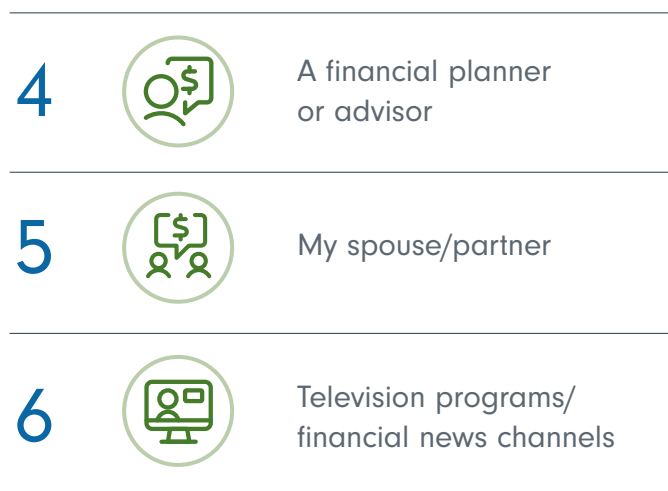 4
A financial planner
or advisor
$
5
My spouse/partner
$
6
Television programs/
financial news channels